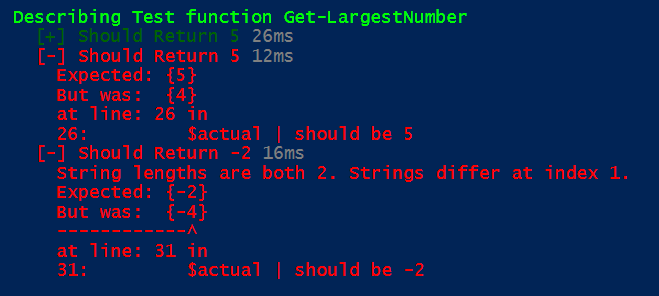 Describing Test function Get-LargestNumber
[+] Should Return 5 26ms
[-] Should Return 5 12ms
Expected: {5}
But was:  {4}
at line: 26 in
26:         $actual | should be 5
[-] Should Return -2 16ms
String lengths are both 2. Strings differ at index 1.
Expected: {-2}
But was:  {-4}
------------^
at line: 31 in
31:         $actual | should be -2